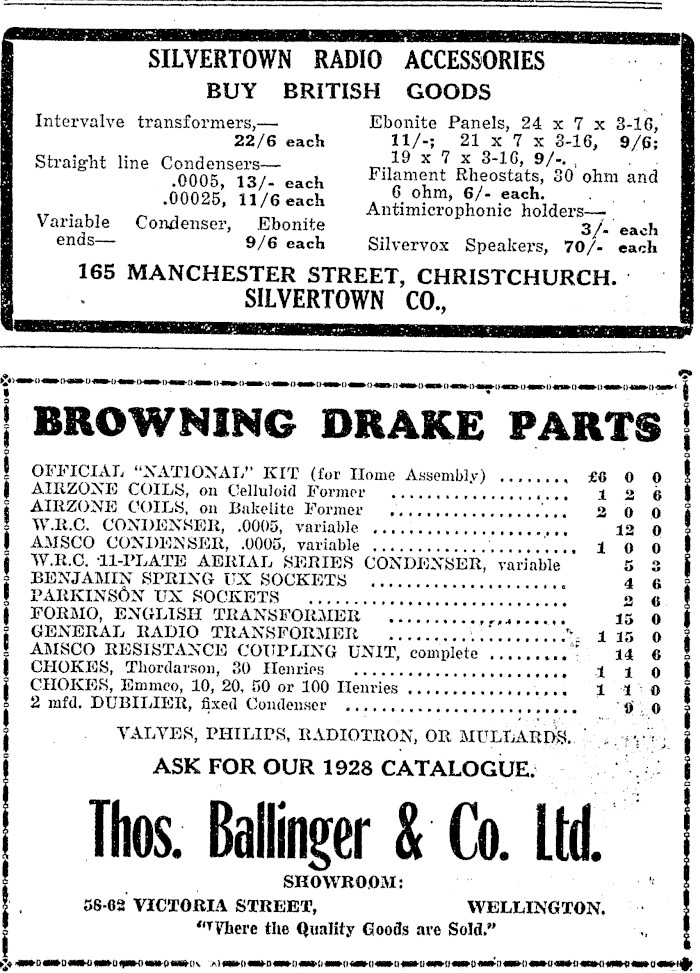 SILVERTOWN RADIO ACCESSORIES
BUY BRITISH GOODS
Intervalve transformers,—
22/6 each
Straight line Condensers—
.0005, 13/- each
.00025, 11/6 each
Variable Condenser, Ebonite
ends— 9/6 each
Ebonite Panels, 24 x 7 x 3-16,
11/-; 21 x 7 x 3-16, 9/6;
19 x 7 x 3-16, 9/-.
Filament Rheostats, 30 ohm and
6 ohm, 6/- each.
Antimicrophonic holders—
3/- each
Silvervox Speakers, 70/- each
165 MANCHESTER STREET, CHRISTCHURCH.
SILVERTOWN CO.,
BROWNING DRAKE PARTS
OFFICIAL "NATIONAL" KIT (for Home Assembly) ........ £6 0 0
AIRZONE COILS, on Celluloid Former .................... 1 2 6
AIRZONE COILS, on Bakelite Former .................... 2 0 0
W.R.C. CONDENSER, .0005, variable ........................ 12 0
AMSCO CONDENSER, .0005, variable ....................... 1 0 0
W.R.C. 11-PLATE AERIAL SERIES CONDENSER, variable 5 3
BENJAMIN SPRING UX SOCKETS ...................... 4 6
PARKINSON UX SOCKETS ............................. 2 6
FORMO, ENGLISH TRANSFORMER .................... 15 0
GENERAL RADIO TRANSFORMER .................... 1 15 0
AMSCO RESISTANCE COUPLING UNIT, complete .......... 14 6
CHOKES, Thordarson, 30 Henries ........................ 1 1 0
CHOKES, Emmco, 10, 20, 50 or 100 Henries .................. 1 1 0
2 mfd. DUBILIER, fixed Condenser .......................... 9 0
VALVES, PHILIPS, RADIOTRON, OR MULLARDS.
ASK FOR OUR 1928 CATALOGUE.
Thos. Ballinger & Co. Ltd.
SHOWROOM:
58-62 VICTORIA STREET, WELLINGTON.
"Where the Quality Goods are Sold."